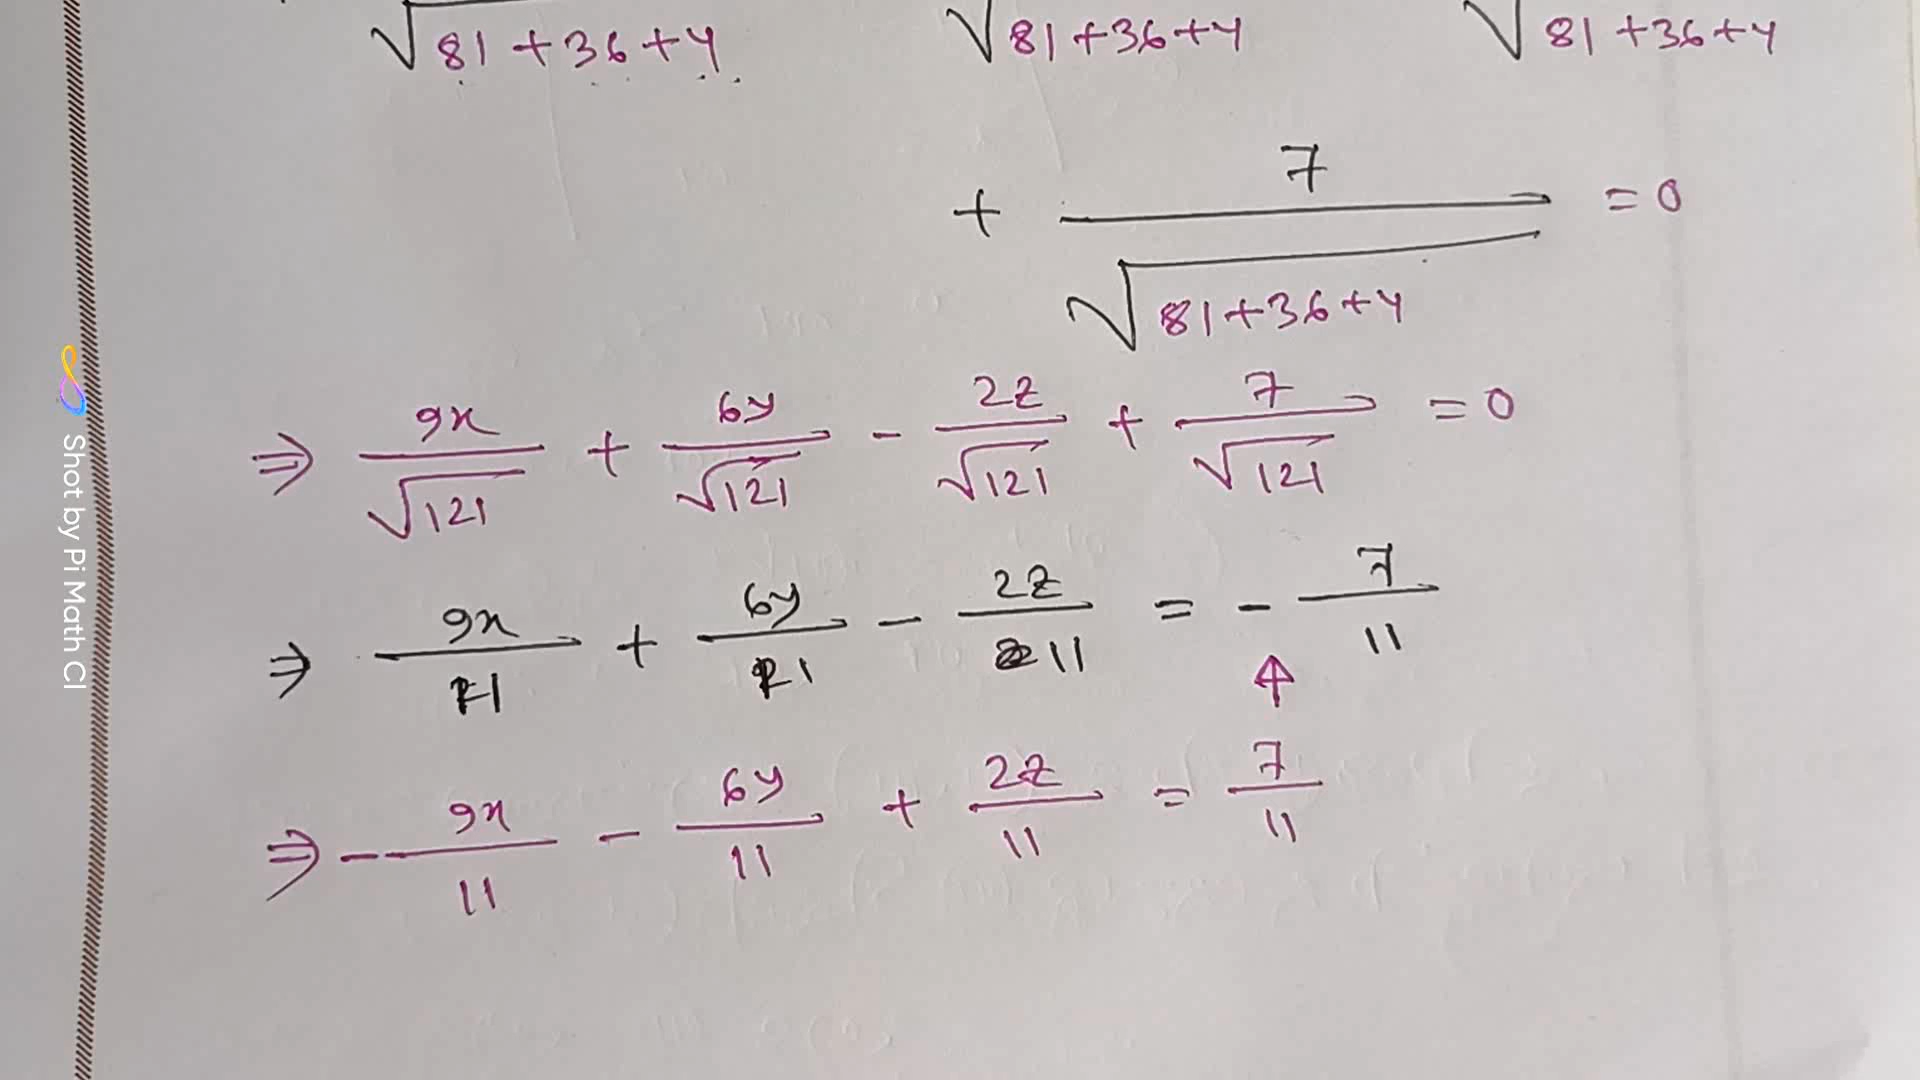 √81+36+4 √81+36+4 √81+36+4
+ 7/√81+36+4 = 0
⇒ 9x/√121 + 6y/√121 - 2z/√121 + 7/√121 = 0
⇒ 9x/11 + 6y/11 - 2z/11 = - 7/11
⇒ - 9x/11 - 6y/11 + 2z/11 = 7/11
Shot by Pi Math Cl